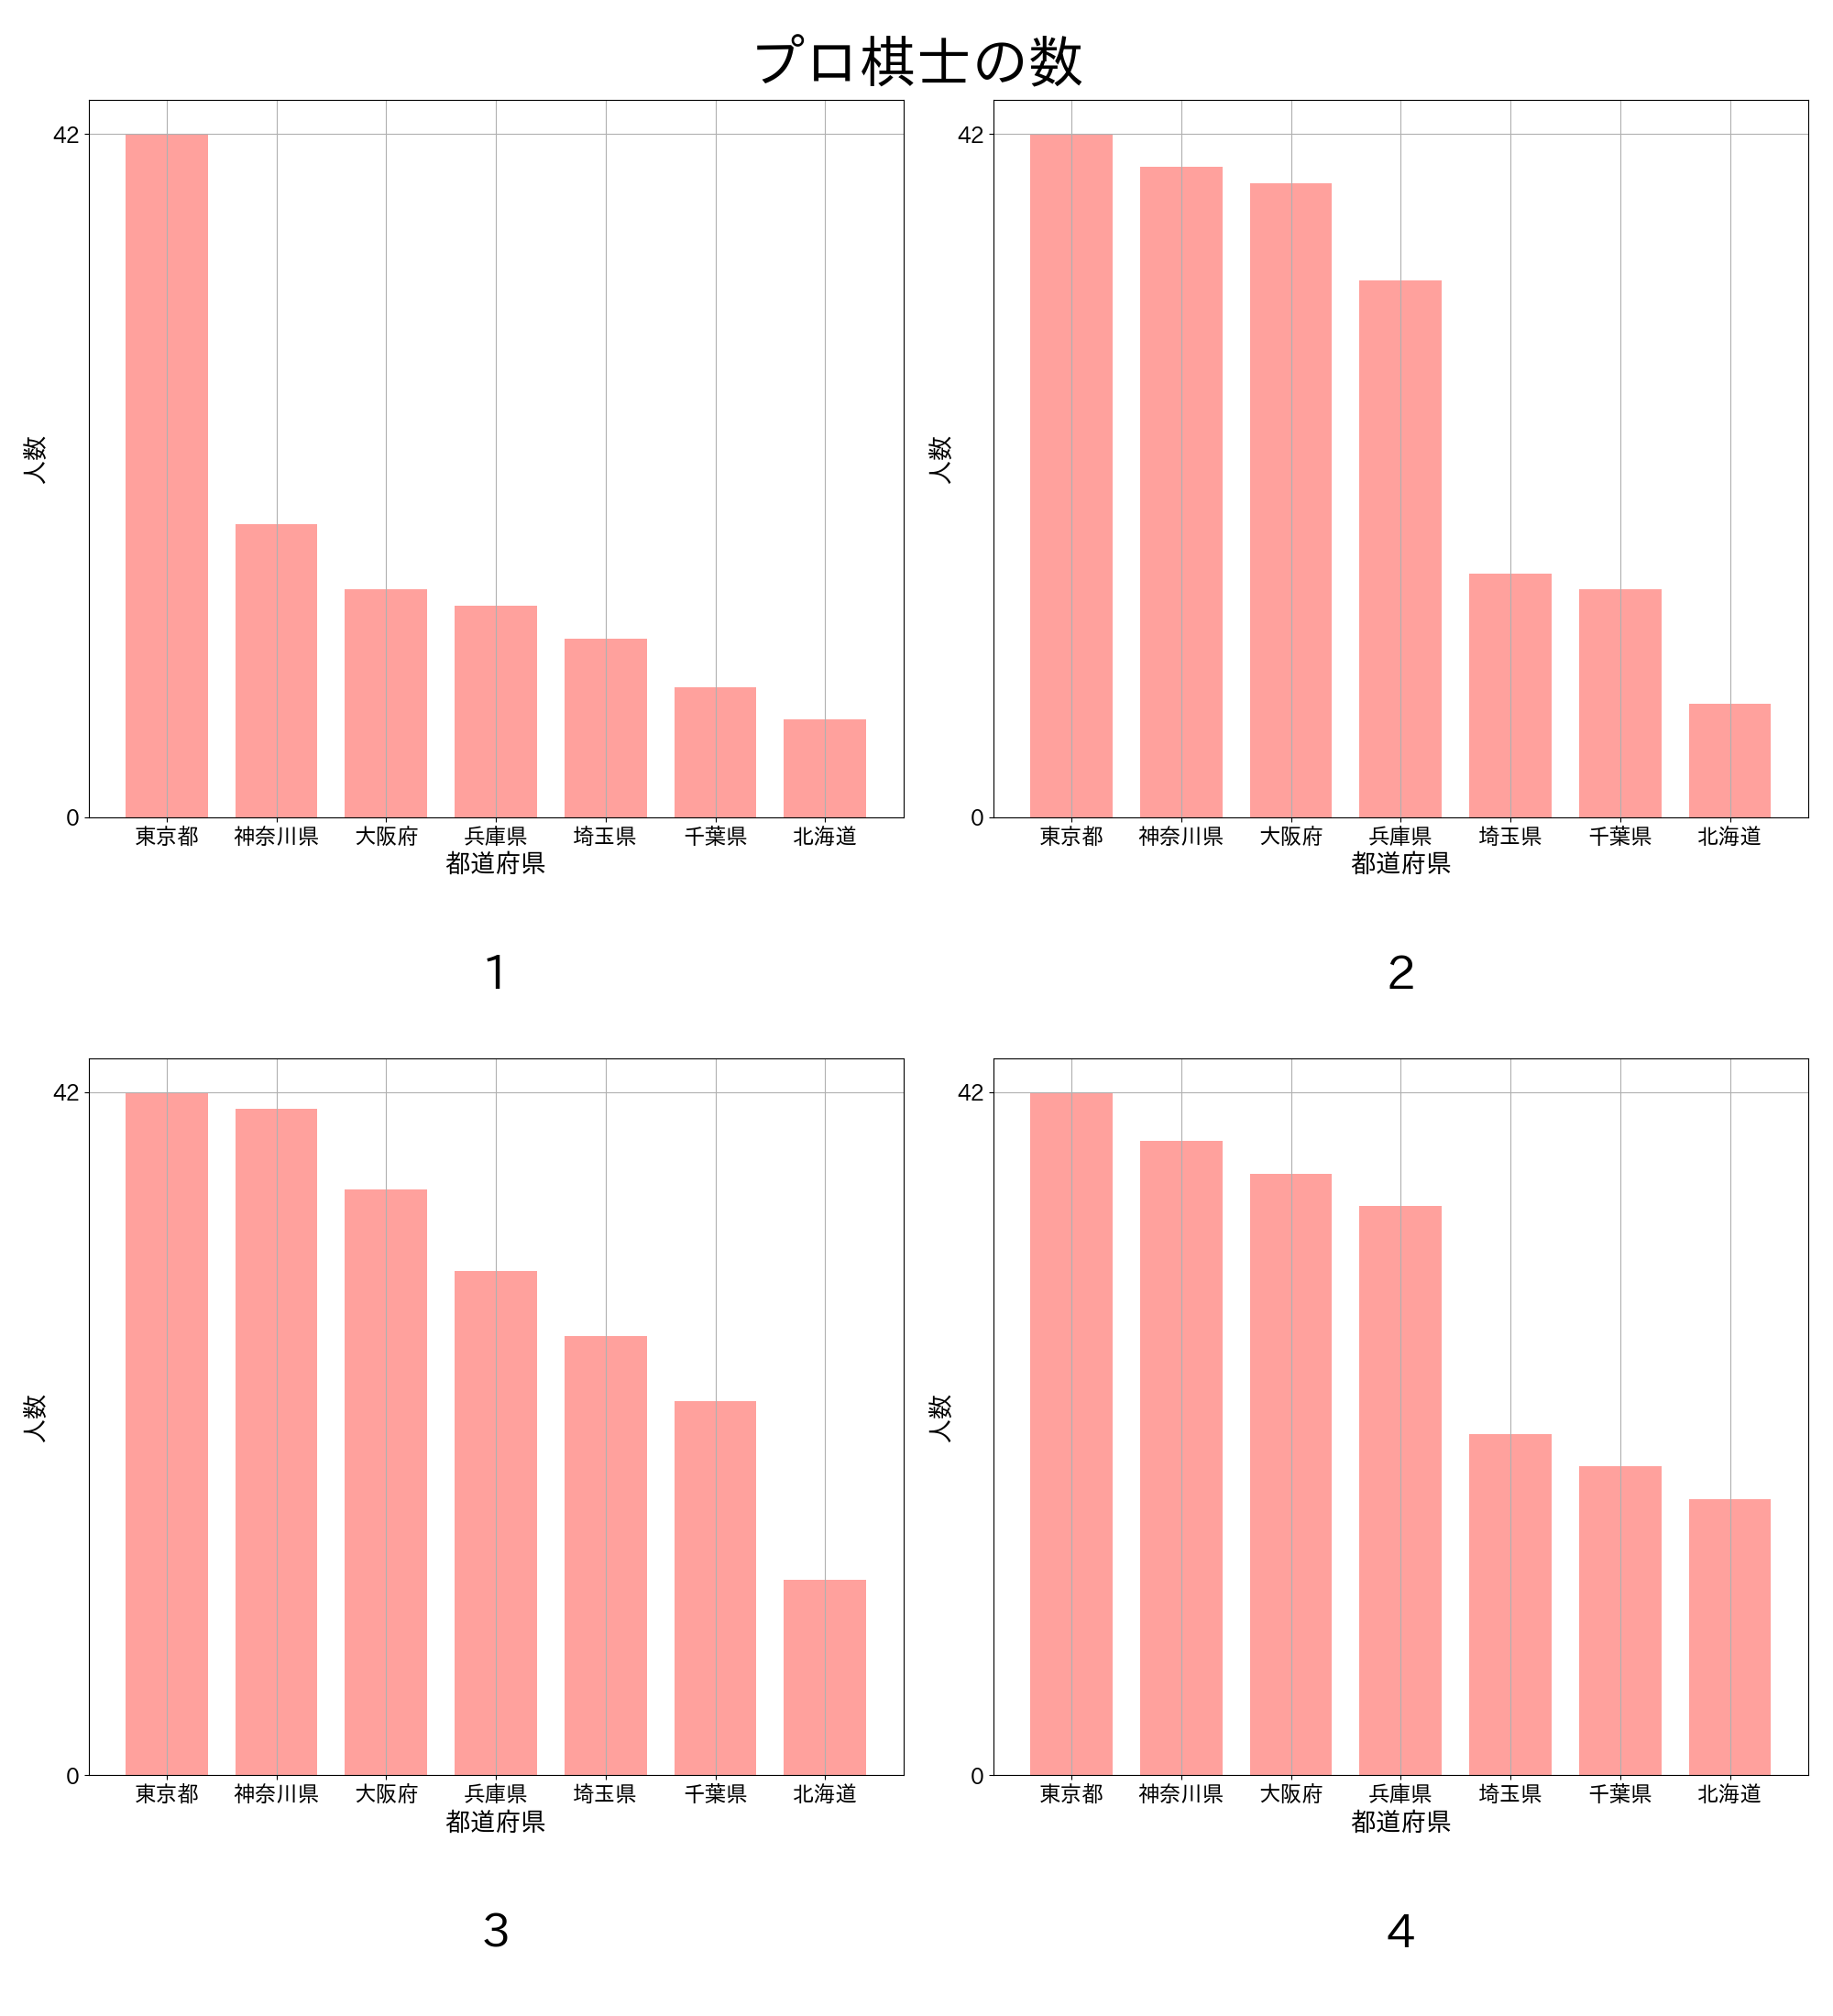 プロ棋士の数
42
0
人数
東京都 神奈川県 大阪府 兵庫県 埼玉県 千葉県 北海道
都道府県
1
42
0
人数
東京都 神奈川県 大阪府 兵庫県 埼玉県 千葉県 北海道
都道府県
2
42
0
人数
東京都 神奈川県 大阪府 兵庫県 埼玉県 千葉県 北海道
都道府県
3
42
0
人数
東京都 神奈川県 大阪府 兵庫県 埼玉県 千葉県 北海道
都道府県
4